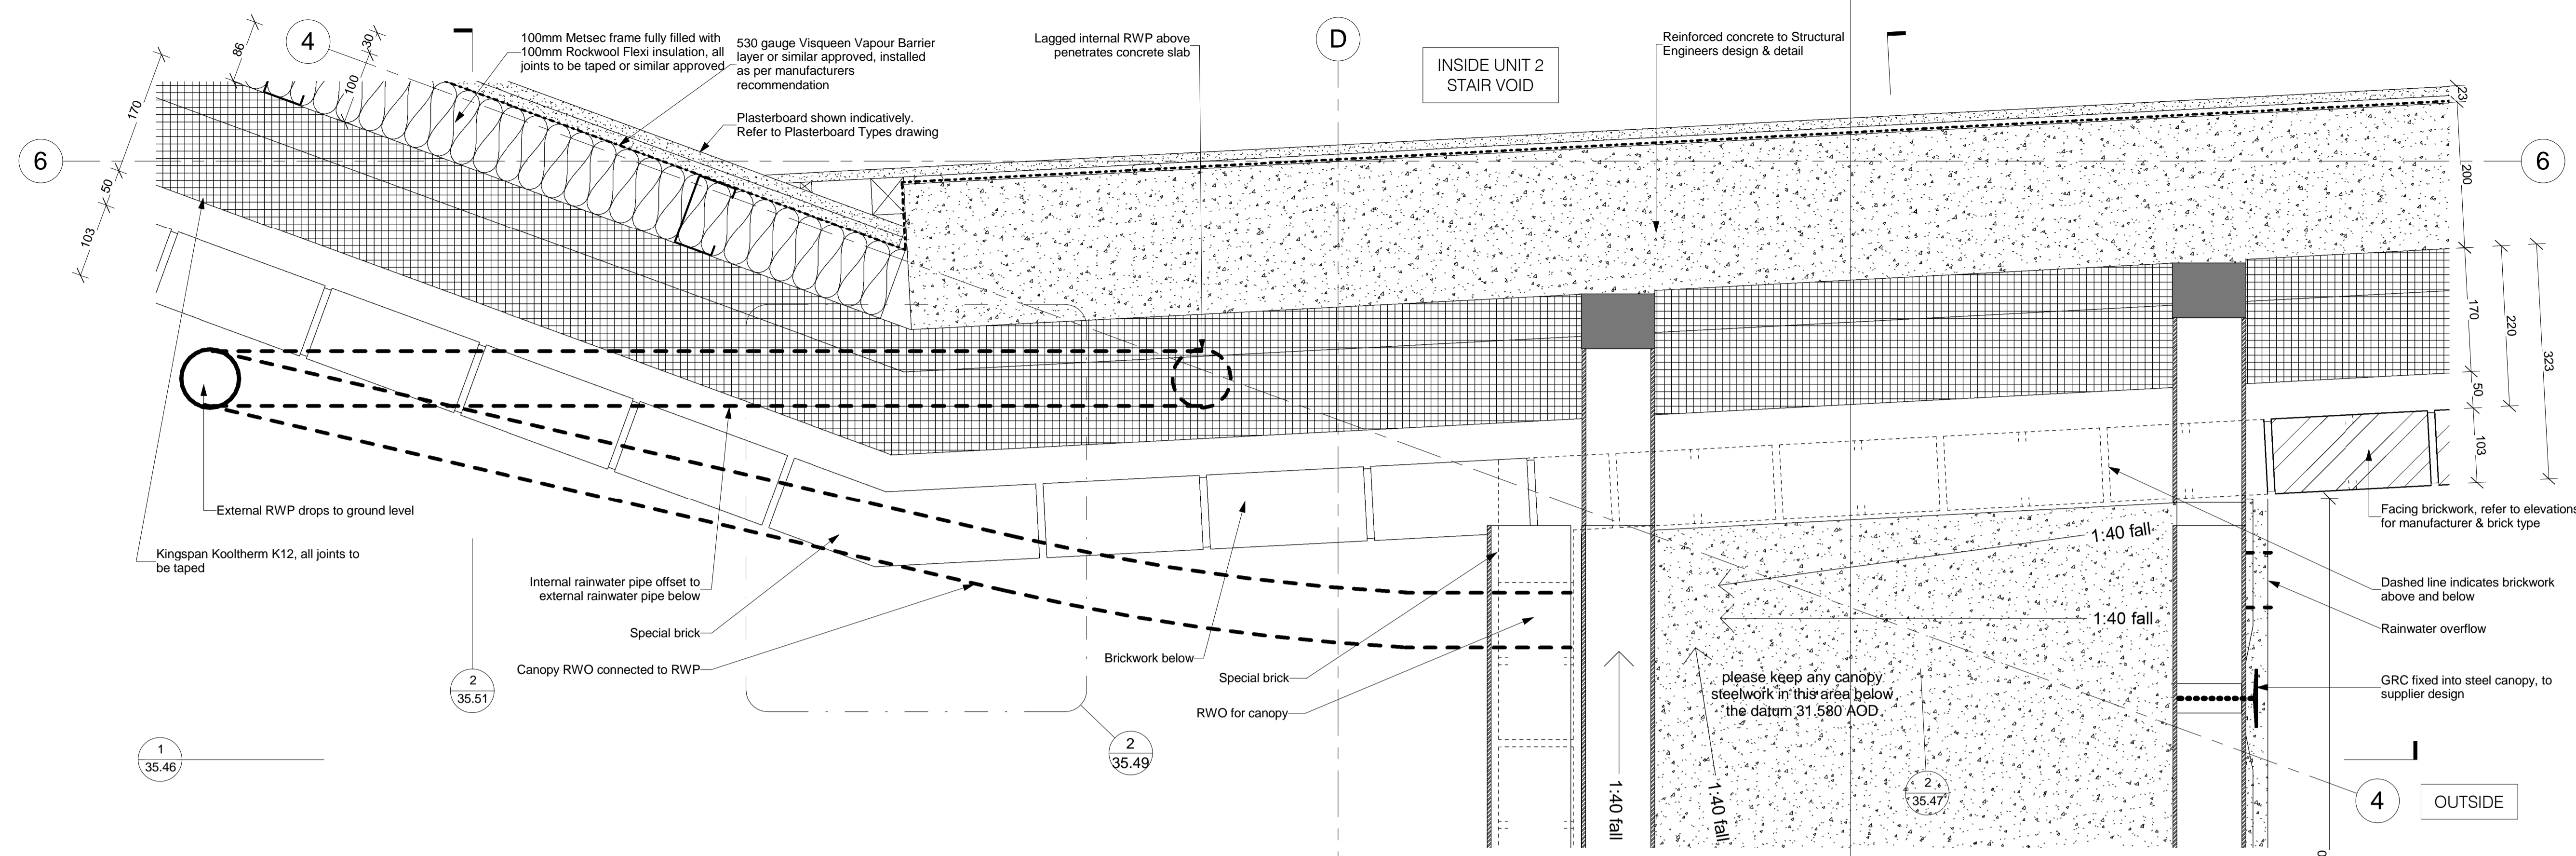 4
86
30
100
170
50
103
6
100mm Metsec frame fully filled with
100mm Rockwool Flexi insulation, all
joints to be taped or similar approved
530 gauge Visqueen Vapour Barrier
layer or similar approved, installed
as per manufacturers
recommendation
Plasterboard shown indicatively.
Refer to Plasterboard Types drawing
Lagged internal RWP above
penetrates concrete slab
D
INSIDE UNIT 2
STAIR VOID
Reinforced concrete to Structural
Engineers design & detail
23
200
6
170
220
323
50
103
External RWP drops to ground level
Kingspan Kooltherm K12, all joints to
be taped
Internal rainwater pipe offset to
external rainwater pipe below
Special brick
Canopy RWO connected to RWP
Brickwork below
Special brick
RWO for canopy
1:40 fall
1:40 fall
please keep any canopy
steelwork in this area below
the datum 31.580 AOD
1:40 fall
1:40 fall
Facing brickwork, refer to elevations
for manufacturer & brick type
Dashed line indicates brickwork
above and below
Rainwater overflow
GRC fixed into steel canopy, to
supplier design
2
35.51
1
35.46
2
35.49
2
35.47
4
OUTSIDE